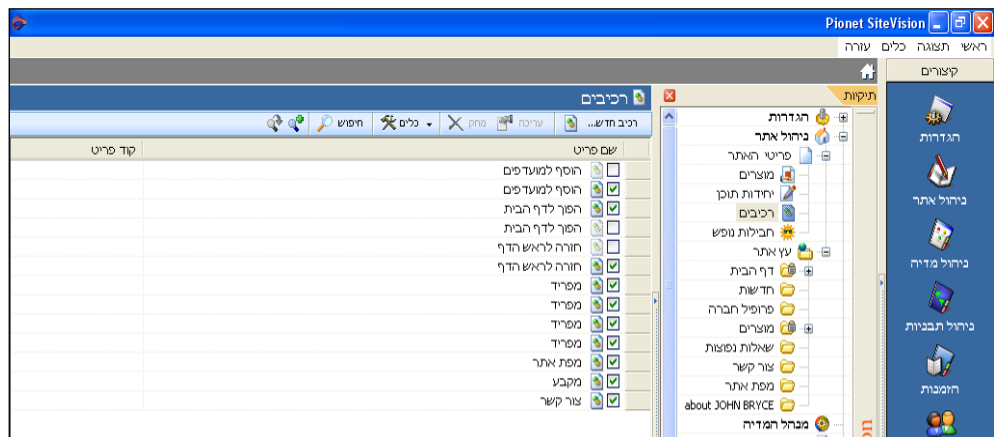 Pionet SiteVision
ראשי תצוגה כלים עזרה
קיצורים
הגדרות
ניהול אתר
ניהול מדיה
ניהול תבניות
הזמנות
תיקיות
הגדרות
ניהול אתר
פריטי האתר
מוצרים
יחידות תוכן
רכיבים
חבילות נופש
עץ אתר
דף הבית
חדשות
פרופיל חברה
מוצרים
שאלות נפוצות
צור קשר
מפת אתר
about JOHN BRYCE
מנהל המדיה
רכיבים
רכיב חדש... עריכה מחק כלים חיפוש
שם פריט קוד פריט
הוסף למועדפים
הוסף למועדפים
הפוך לדף הבית
הפוך לדף הבית
חזרה לראש הדף
חזרה לראש הדף
מפריד
מפריד
מפריד
מפריד
מפת אתר
מקבע
צור קשר